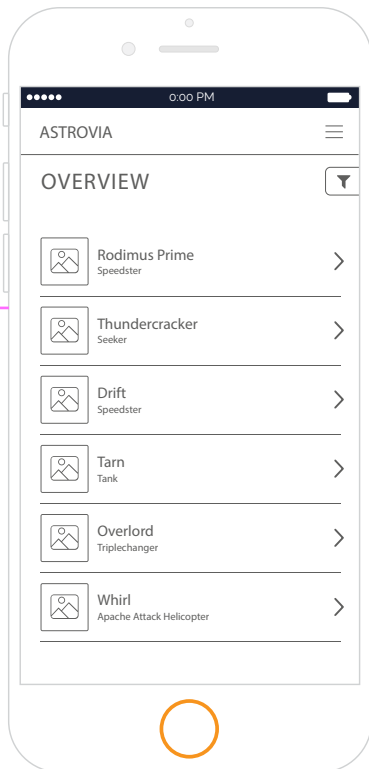 0:00 PM
ASTROVIA
OVERVIEW
Rodimus Prime
Speedster
Thundercracker
Seeker
Drift
Speedster
Tarn
Tank
Overlord
Triplechanger
Whirl
Apache Attack Helicopter